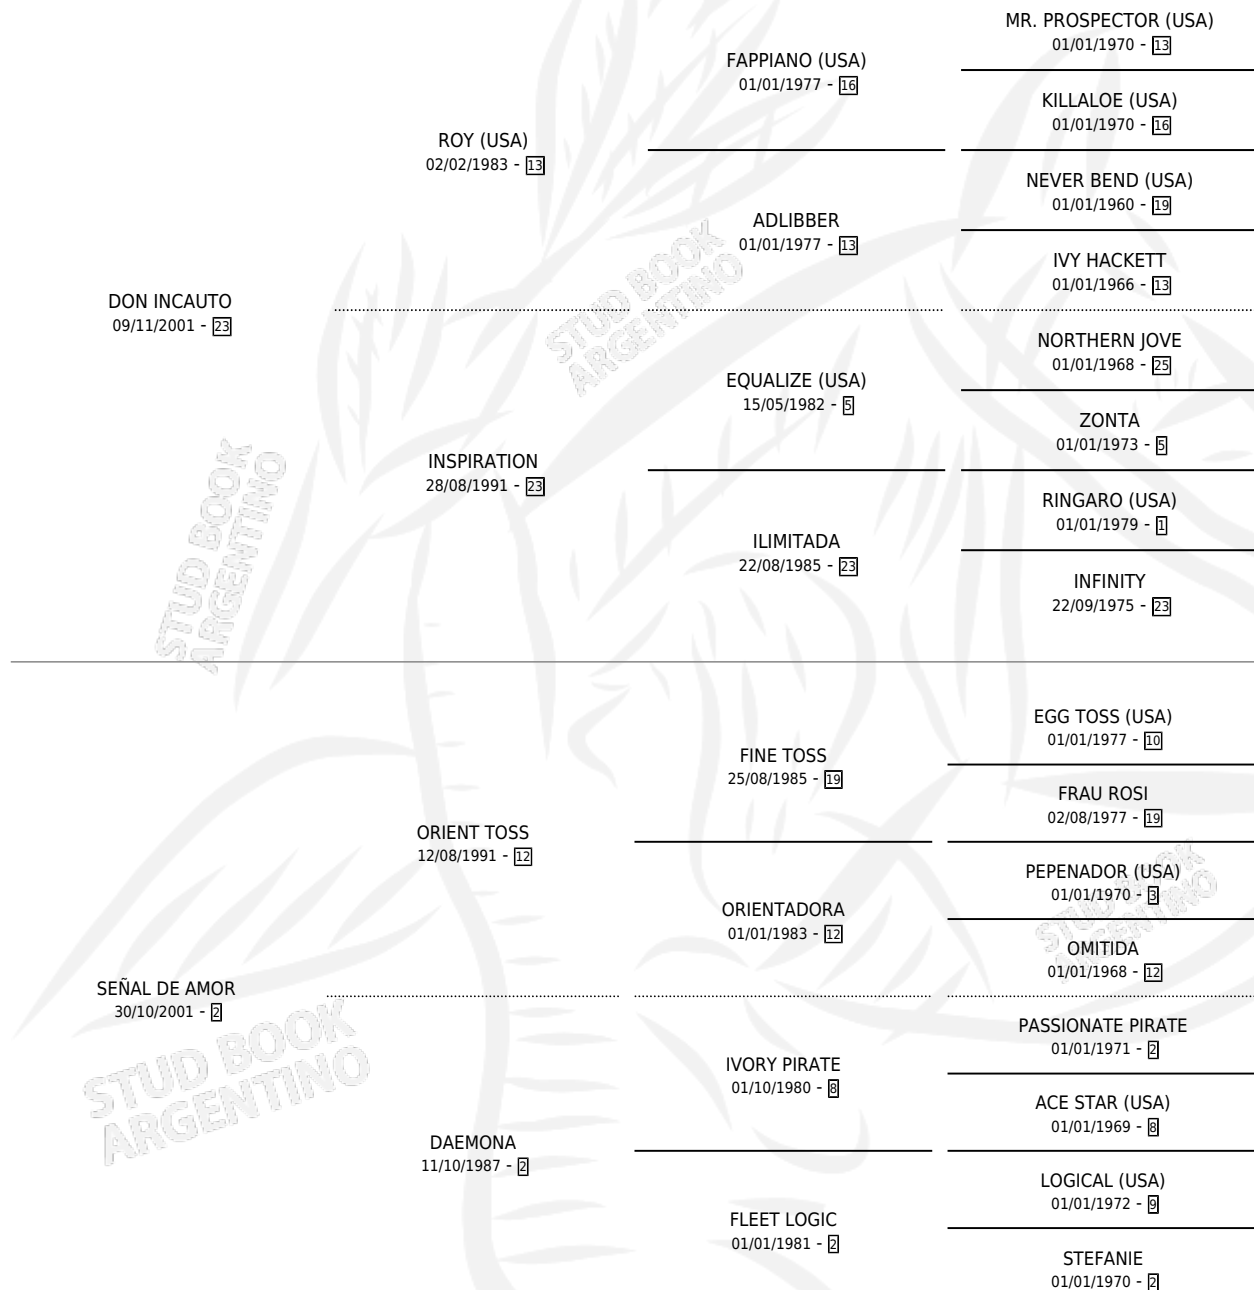 MR. PROSPECTOR (USA)
01/01/1970 - 13
FAPPIANO (USA)
01/01/1977 - 16
KILLALOE (USA)
01/01/1970 - 16
ROY (USA)
02/02/1983 - 13
NEVER BEND (USA)
01/01/1960 - 19
ADLIBBER
01/01/1977 - 13
IVY HACKETT
01/01/1966 - 13
DON INCAUTO
09/11/2001 - 23
NORTHERN JOVE
01/01/1968 - 25
EQUALIZE (USA)
15/05/1982 - 5
ZONTA
01/01/1973 - 5
INSPIRATION
28/08/1991 - 23
RINGARO (USA)
01/01/1979 - 1
ILIMITADA
22/08/1985 - 23
INFINITY
22/09/1975 - 23
EGG TOSS (USA)
01/01/1977 - 10
FINE TOSS
25/08/1985 - 19
FRAU ROSI
02/08/1977 - 19
ORIENT TOSS
12/08/1991 - 12
PEPENADOR (USA)
01/01/1970 - 3
ORIENTADORA
01/01/1983 - 12
OMITIDA
01/01/1968 - 12
SEÑAL DE AMOR
30/10/2001 - 2
PASSIONATE PIRATE
01/01/1971 - 2
IVORY PIRATE
01/10/1980 - 8
ACE STAR (USA)
01/01/1969 - 8
DAEMONA
11/10/1987 - 2
LOGICAL (USA)
01/01/1972 - 9
FLEET LOGIC
01/01/1981 - 2
STEFANIE
01/01/1970 - 2
STUD BOOK
ARGENTINO
STUD BOOK
ARGENTINO
STUD BOOK
ARGENTINO
STUD BOOK
ARGENTINO